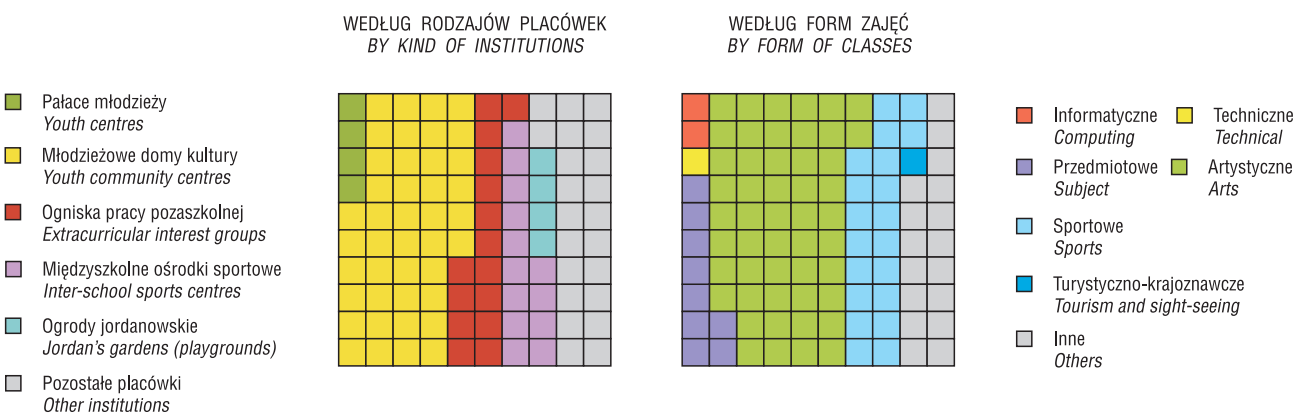 WEDŁUG RODZAJÓW PLACÓWEK
BY KIND OF INSTITUTIONS
Pałace młodzieży
Youth centres
Młodzieżowe domy kultury
Youth community centres
Ogniska pracy pozaszkolnej
Extracurricular interest groups
Międzyszkolne ośrodki sportowe
Inter-school sports centres
Ogrody jordanowskie
Jordan's gardens (playgrounds)
Pozostałe placówki
Other institutions
WEDŁUG FORM ZAJĘĆ
BY FORM OF CLASSES
Informatyczne
Computing
Techniczne
Technical
Przedmiotowe
Subject
Artystyczne
Arts
Sportowe
Sports
Turystyczno-krajoznawcze
Tourism and sight-seeing
Inne
Others